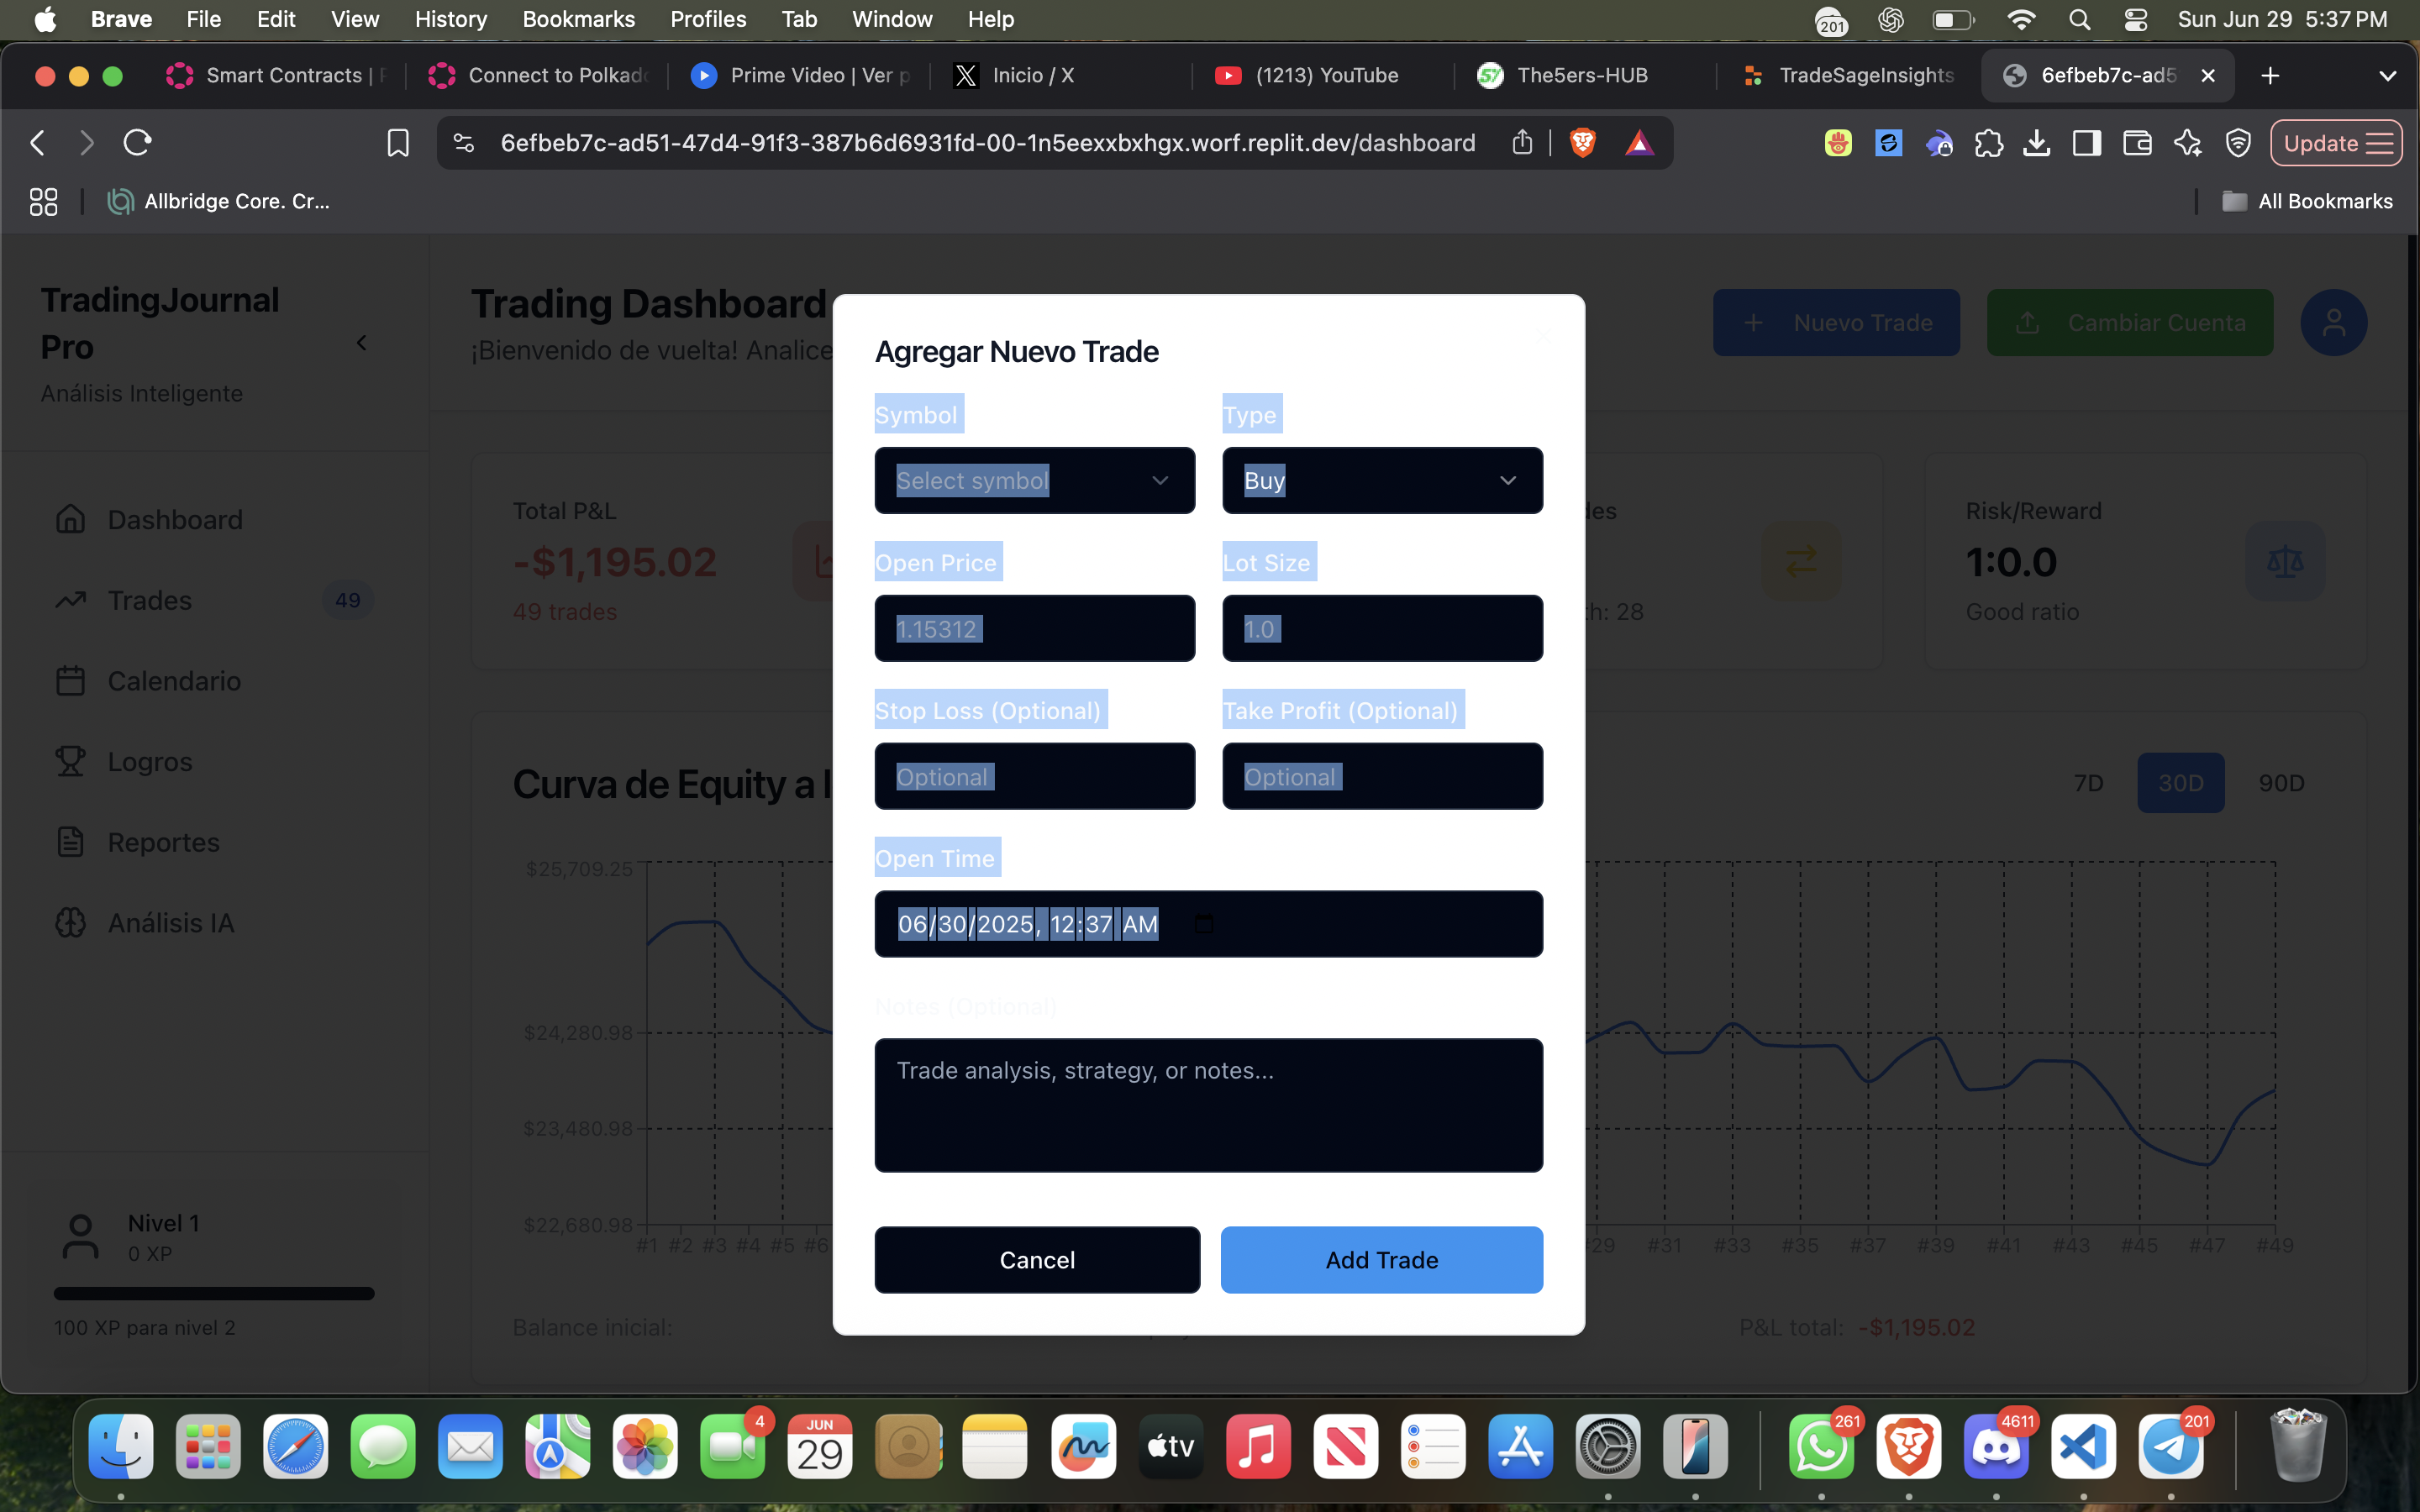 Brave File Edit View History Bookmarks Profiles Tab Window Help
201
Sun Jun 29 5:37 PM
Smart Contracts |
Connect to Polkado
Prime Video | Ver p
Inicio / X
(1213) YouTube
The5ers-HUB
TradeSageInsights
6efbeb7c-ad5
6efbeb7c-ad51-47d4-91f3-387b6d6931fd-00-1n5eexxbxhgx.worf.replit.dev/dashboard
Update
Allbridge Core. Cr...
All Bookmarks
TradingJournal
Pro
Análisis Inteligente
Dashboard
Trades 49
Calendario
Logros
Reportes
Análisis IA
Nivel 1
0 XP
100 XP para nivel 2
Trading Dashboard
¡Bienvenido de vuelta! Analice
Nuevo Trade
Cambiar Cuenta
Total P&L
-$1,195.02
49 trades
des
th: 28
Risk/Reward
1:0.0
Good ratio
Curva de Equity a l
7D 30D 90D
$25,709.25
$24,280.98
$23,480.98
$22,680.98
#1 #2 #3 #4 #5 #6
#29 #31 #33 #35 #37 #39 #41 #43 #45 #47 #49
Balance inicial:
P&L total: -$1,195.02
Agregar Nuevo Trade
Symbol Type
Select symbol Buy
Open Price Lot Size
1.15312 1.0
Stop Loss (Optional) Take Profit (Optional)
Optional Optional
Open Time
06/30/2025, 12:37 AM
Notes (Optional)
Trade analysis, strategy, or notes...
Cancel Add Trade
4
JUN
29
tv
261
4611
201